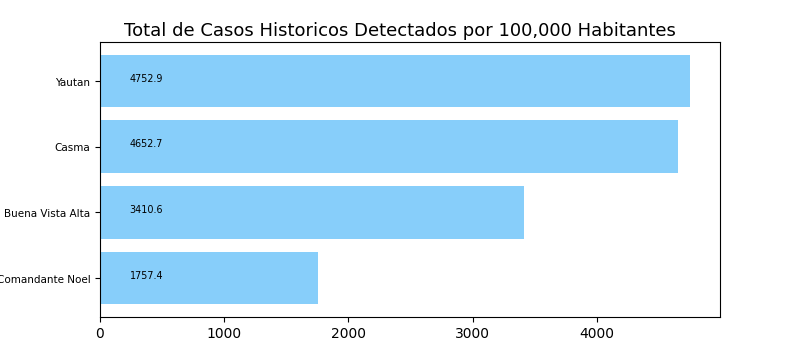 Total de Casos Historicos Detectados por 100,000 Habitantes
Yautan 4752.9
Casma 4652.7
Buena Vista Alta 3410.6
Comandante Noel 1757.4
0 1000 2000 3000 4000